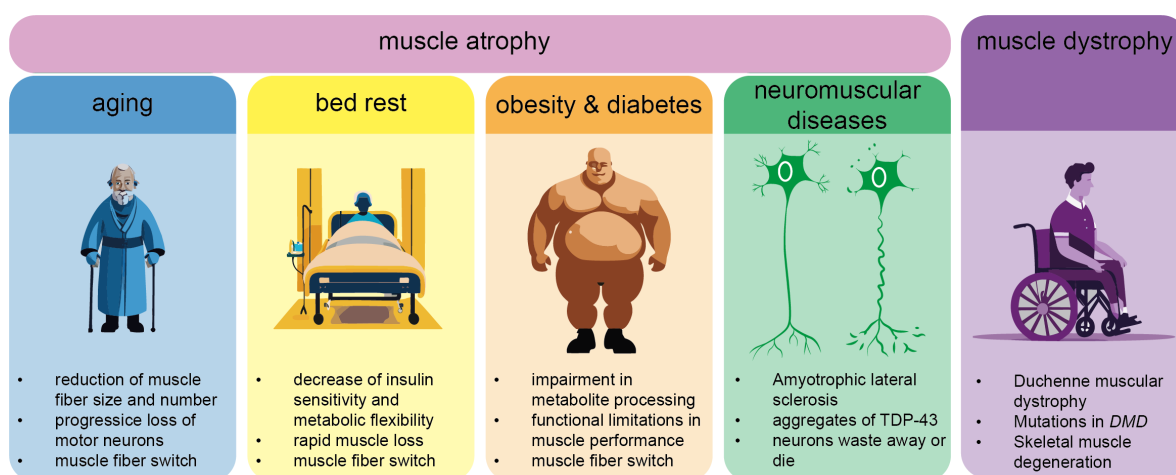 muscle atrophy
muscle dystrophy
aging
bed rest
obesity & diabetes
neuromuscular
diseases
• reduction of muscle
fiber size and number
• progressice loss of
motor neurons
• muscle fiber switch
• decrease of insulin
sensitivity and
metabolic flexibility
• rapid muscle loss
• muscle fiber switch
• impairment in
metabolite processing
• functional limitations in
muscle performance
• muscle fiber switch
• Amyotrophic lateral
sclerosis
• aggregates of TDP-43
• neurons waste away or
die
• Duchenne muscular
dystrophy
• Mutations in DMD
• Skeletal muscle
degeneration